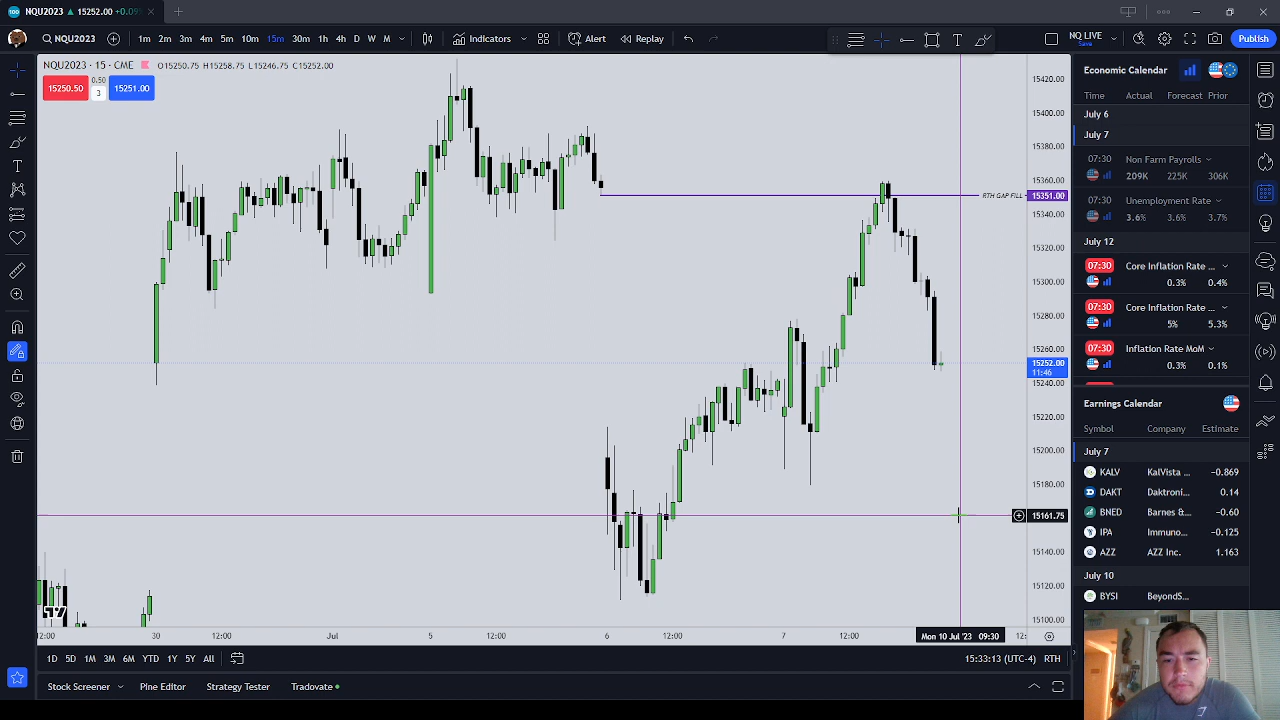 NQU2023 ▲ 15252.00 +0.09
NQU2023 1m 2m 3m 4m 5m 10m 15m 30m 1h 4h D W M Indicators Alert Replay NQ LIVE Save Publish
NQU2023 · 15 · CME O15250.75 H15258.75 L15246.75 C15252.00
15250.50 0.50 3 15251.00
15420.00
15400.00
15380.00
15360.00
RTH GAP FILL 15351.00
15340.00
15320.00
15300.00
15280.00
15260.00
15252.00
11:46
15240.00
15220.00
15200.00
15180.00
15161.75
15140.00
15120.00
15100.00
12:00 30 12:00 Jul 5 12:00 6 12:00 7 12:00 Mon 10 Jul '23 09:30 12:
1D 5D 1M 3M 6M YTD 1Y 5Y All 15:33:13 (UTC-4) RTH
Stock Screener Pine Editor Strategy Tester Tradovate
Economic Calendar
Time Actual Forecast Prior
July 6
July 7
07:30 Non Farm Payrolls
209K 225K 306K
07:30 Unemployment Rate
3.6% 3.6% 3.7%
July 12
07:30 Core Inflation Rate ...
0.3% 0.4%
07:30 Core Inflation Rate ...
5% 5.3%
07:30 Inflation Rate MoM
0.3% 0.1%
Earnings Calendar
Symbol Company Estimate
July 7
KALV KalVista ... −0.869
DAKT Daktroni... 0.14
BNED Barnes &... −0.60
IPA Immuno... −0.125
AZZ AZZ Inc. 1.163
July 10
BYSI BeyondS...